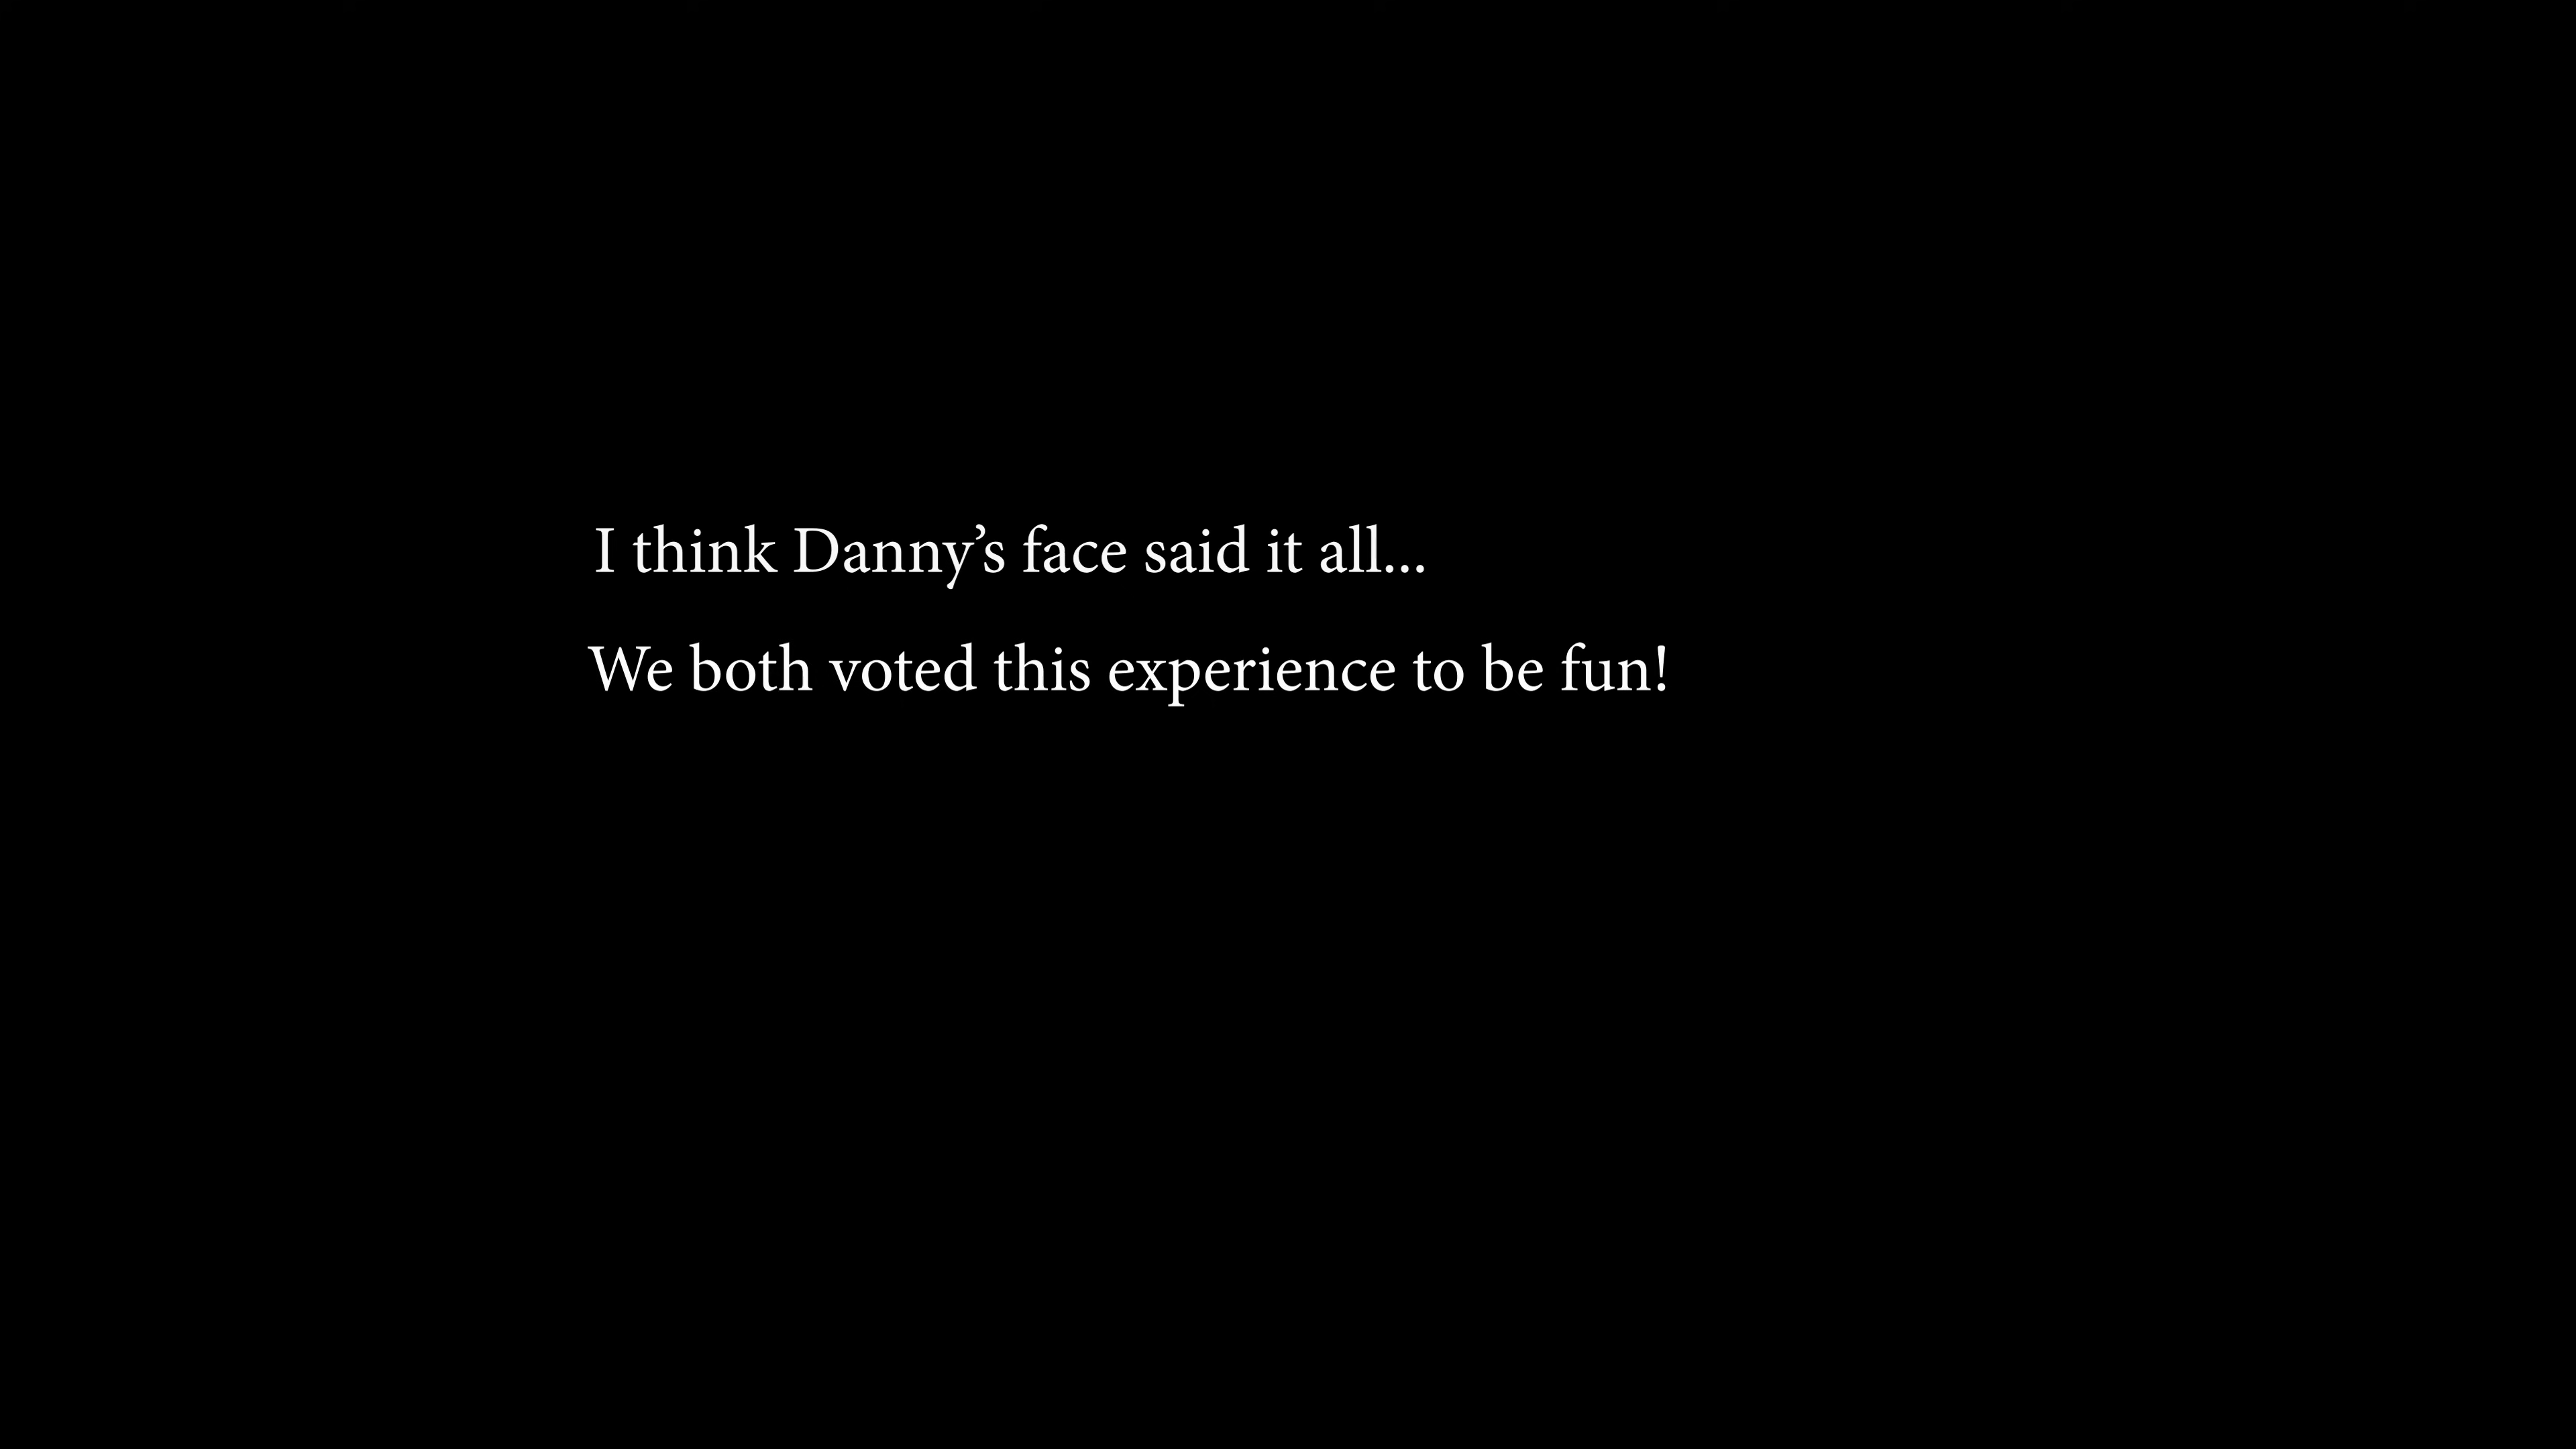 I think Danny’s face said it all...
We both voted this experience to be fun!